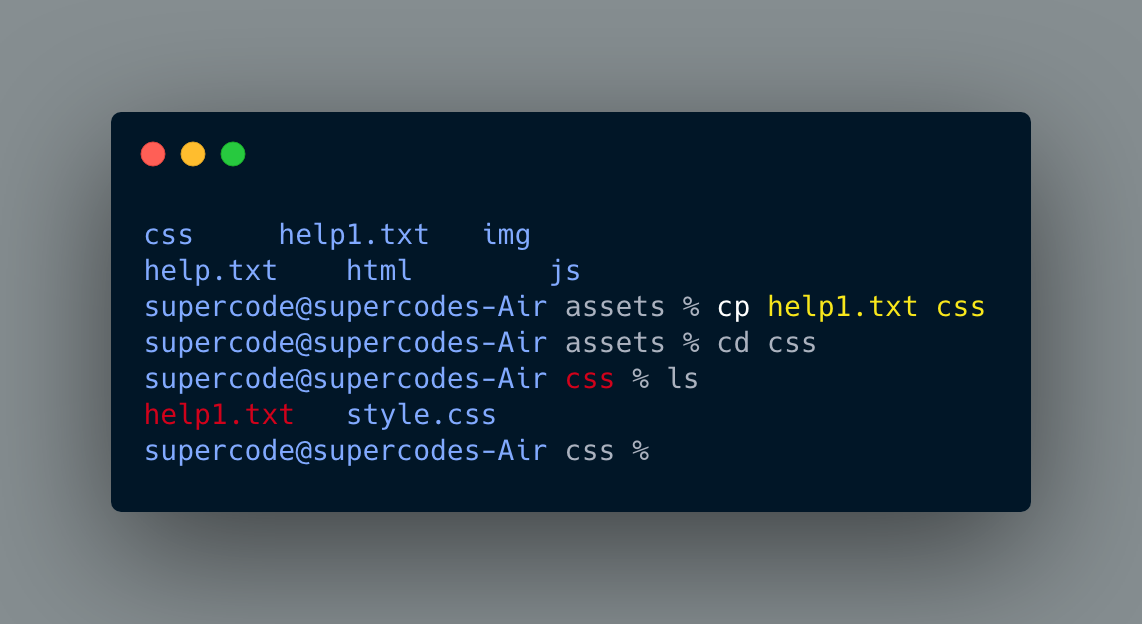 css     help1.txt   img
help.txt    html        js
supercode@supercodes-Air assets % cp help1.txt css
supercode@supercodes-Air assets % cd css
supercode@supercodes-Air css % ls
help1.txt   style.css
supercode@supercodes-Air css %